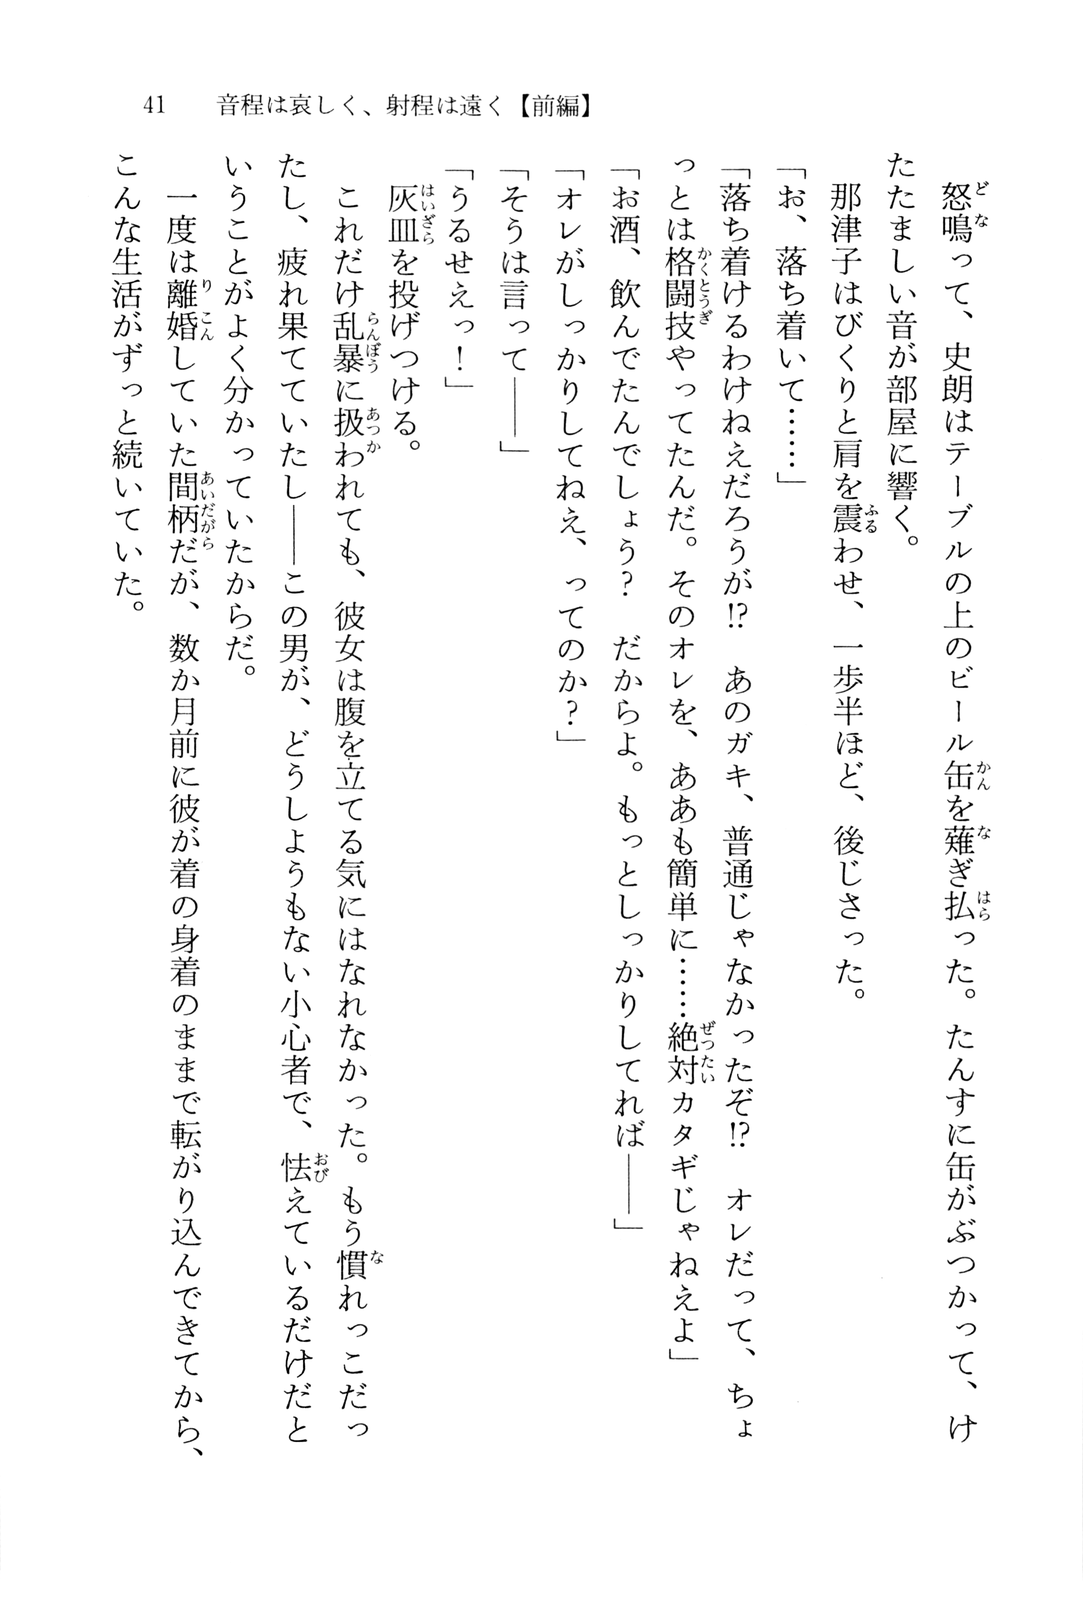 41　音程は哀しく、射程は遠く【前編】
　怒鳴って、史朗はテーブルの上のビール缶を薙ぎ払った。たんすに缶がぶつかって、け
たたましい音が部屋に響く。
　那津子はびくりと肩を震わせ、一歩半ほど、後じさった。
「お、落ち着いて……」
「落ち着けるわけねえだろうが!?　あのガキ、普通じゃなかったぞ!?　オレだって、ちょ
っとは格闘技やってたんだ。そのオレを、ああも簡単に……絶対カタギじゃねえよ」
「お酒、飲んでたんでしょう?　だからよ。もっとしっかりしてれば――」
「オレがしっかりしてねえ、ってのか?」
「そうは言って――」
「うるせえっ!」
　灰皿を投げつける。
　これだけ乱暴に扱われても、彼女は腹を立てる気にはなれなかった。もう慣れっこだっ
たし、疲れ果てていたし――この男が、どうしようもない小心者で、怯えているだけだと
いうことがよく分かっていたからだ。
　一度は離婚していた間柄だが、数か月前に彼が着の身着のままで転がり込んできてから、
こんな生活がずっと続いていた。